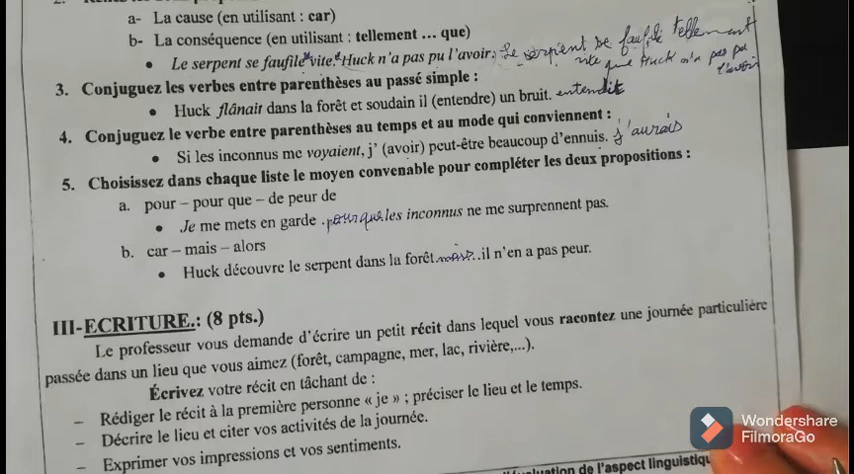 a- La cause (en utilisant : car)
b- La conséquence (en utilisant : tellement ... que)
• Le serpent se faufile vite. Huck n'a pas pu l'avoir. Le serpent se faufile tellement
vite que Huck n'a pas pu
l'avoir
3. Conjuguez les verbes entre parenthèses au passé simple :
• Huck flânait dans la forêt et soudain il (entendre) un bruit. entendit
4. Conjuguez le verbe entre parenthèses au temps et au mode qui conviennent :
• Si les inconnus me voyaient, j' (avoir) peut-être beaucoup d'ennuis. j'aurais
5. Choisissez dans chaque liste le moyen convenable pour compléter les deux propositions :
a. pour – pour que – de peur de
• Je me mets en garde .pour que.les inconnus ne me surprennent pas.
b. car – mais – alors
• Huck découvre le serpent dans la forêt.mais..il n'en a pas peur.
III-ECRITURE.: (8 pts.)
Le professeur vous demande d'écrire un petit récit dans lequel vous racontez une journée particulière
passée dans un lieu que vous aimez (forêt, campagne, mer, lac, rivière,...).
Écrivez votre récit en tâchant de :
– Rédiger le récit à la première personne « je » ; préciser le lieu et le temps.
– Décrire le lieu et citer vos activités de la journée.
– Exprimer vos impressions et vos sentiments.
de l'aspect linguistiqu
Wondershare
FilmoraGo